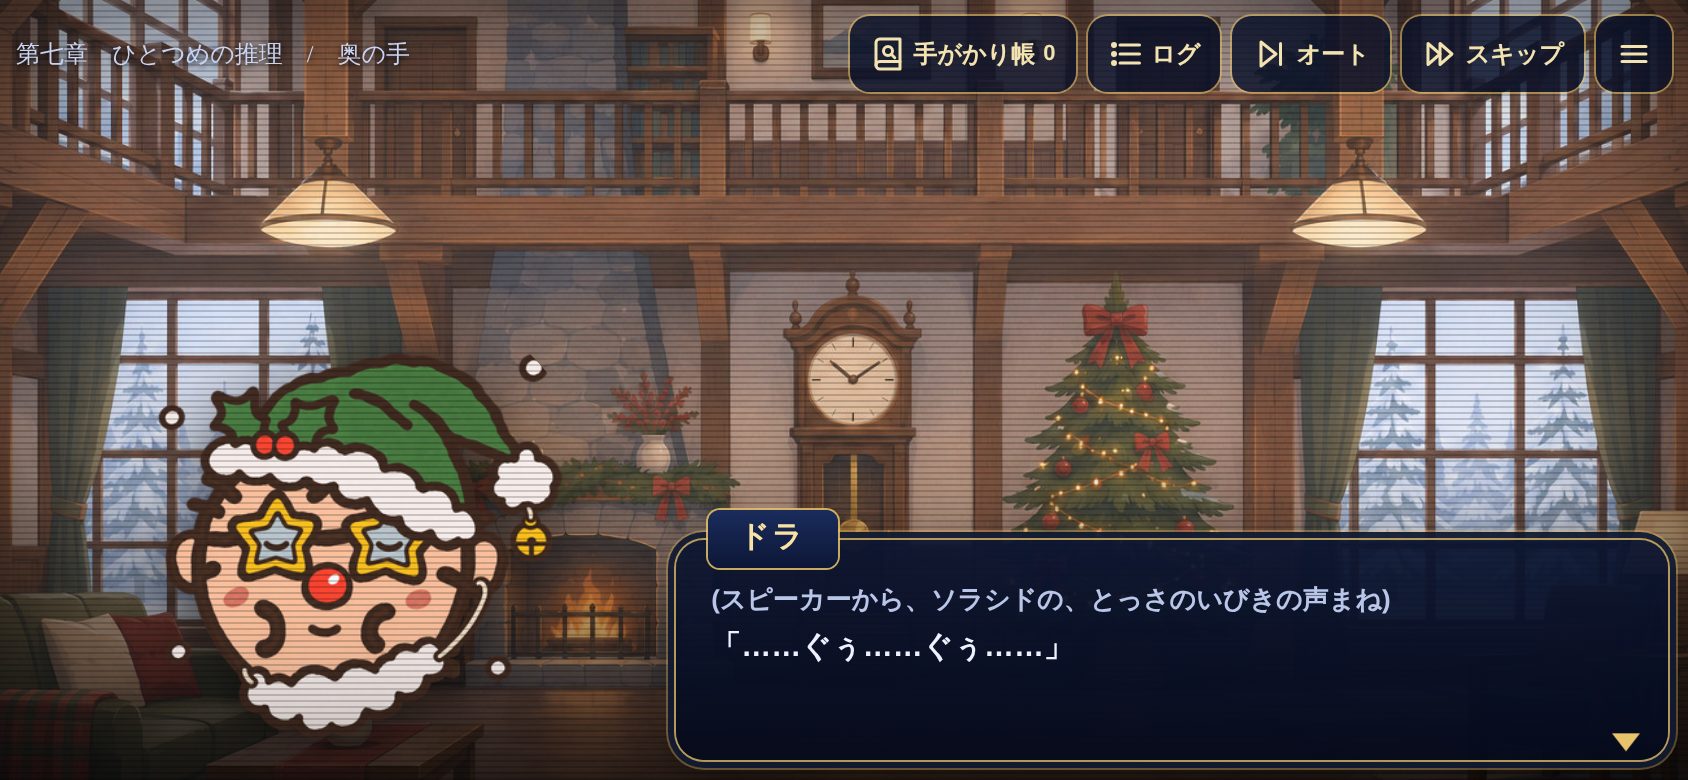 第七章 ひとつめの推理 / 奥の手
手がかり帳 0
ログ
オート
スキップ
ドラ
(スピーカーから、ソラシドの、とっさのいびきの声まね)
「……ぐぅ……ぐぅ……」